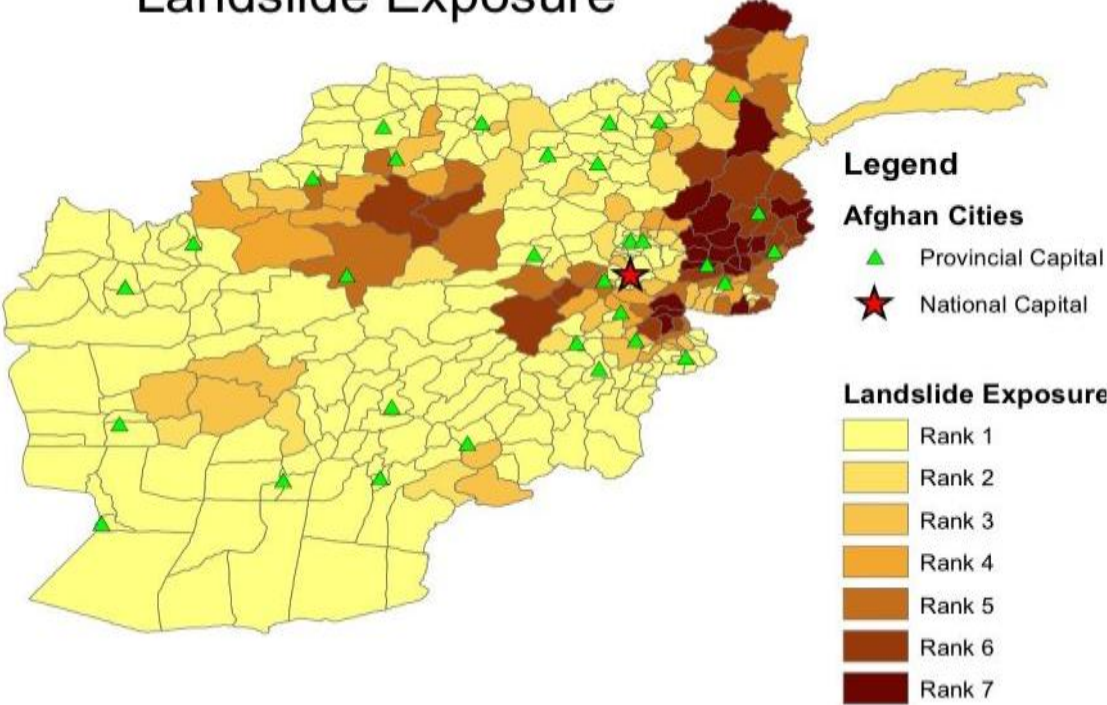 Landslide Exposure
Legend
Afghan Cities
Provincial Capital
National Capital
Landslide Exposure
Rank 1
Rank 2
Rank 3
Rank 4
Rank 5
Rank 6
Rank 7